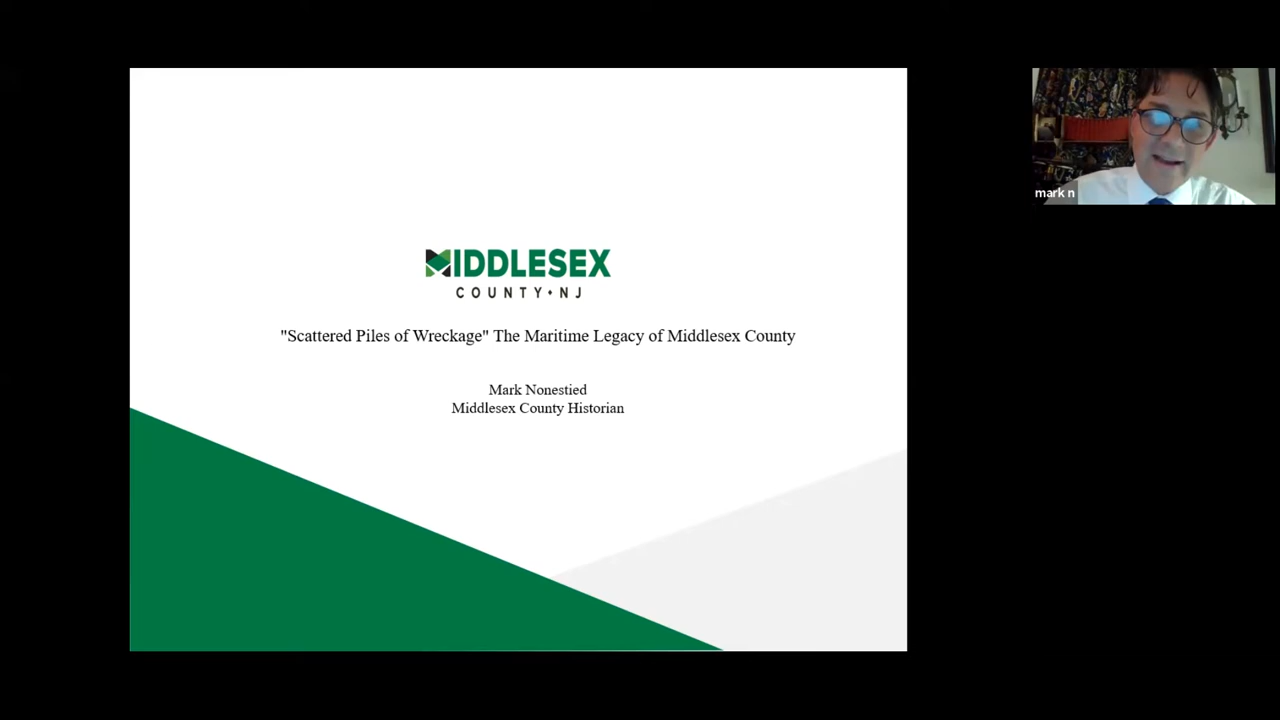 MIDDLESEX
COUNTY • NJ
"Scattered Piles of Wreckage" The Maritime Legacy of Middlesex County
Mark Nonestied
Middlesex County Historian
mark n